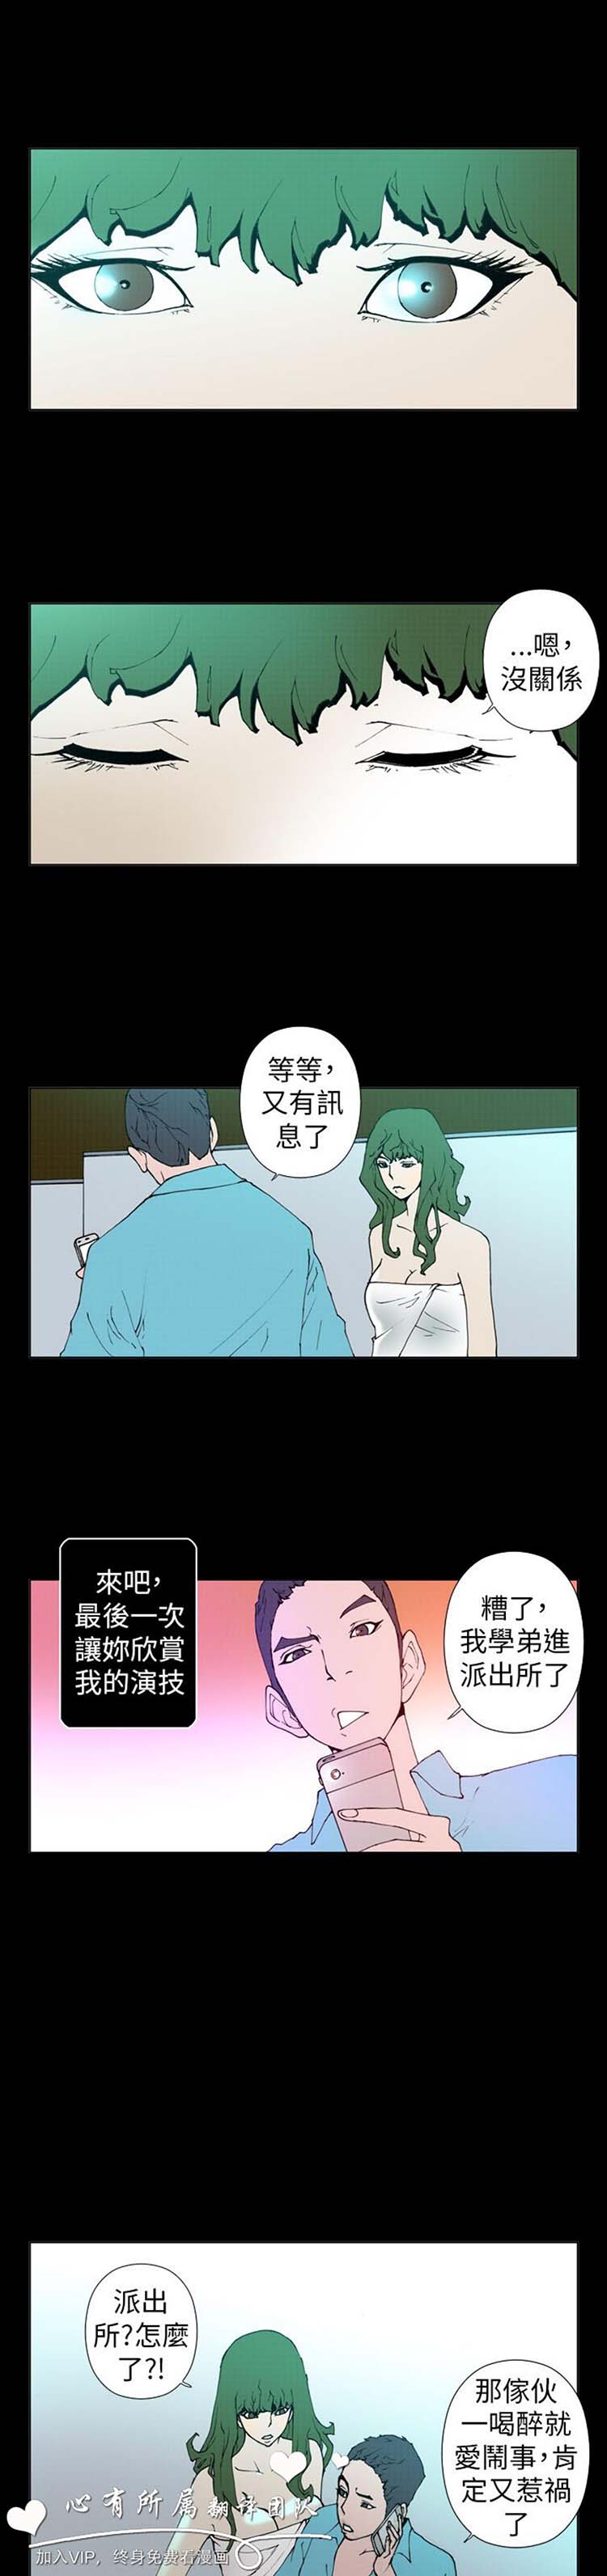 …嗯,
沒關係
等等,
又有訊
息了
來吧,
最後一次
讓妳欣賞
我的演技
糟了,
我學弟進
派出所了
派出
所?怎麼
了?!
那傢伙
一喝醉就
愛鬧事,肯
定又惹禍
了
心有所属翻译团队
加入VIP，终身免费看漫画